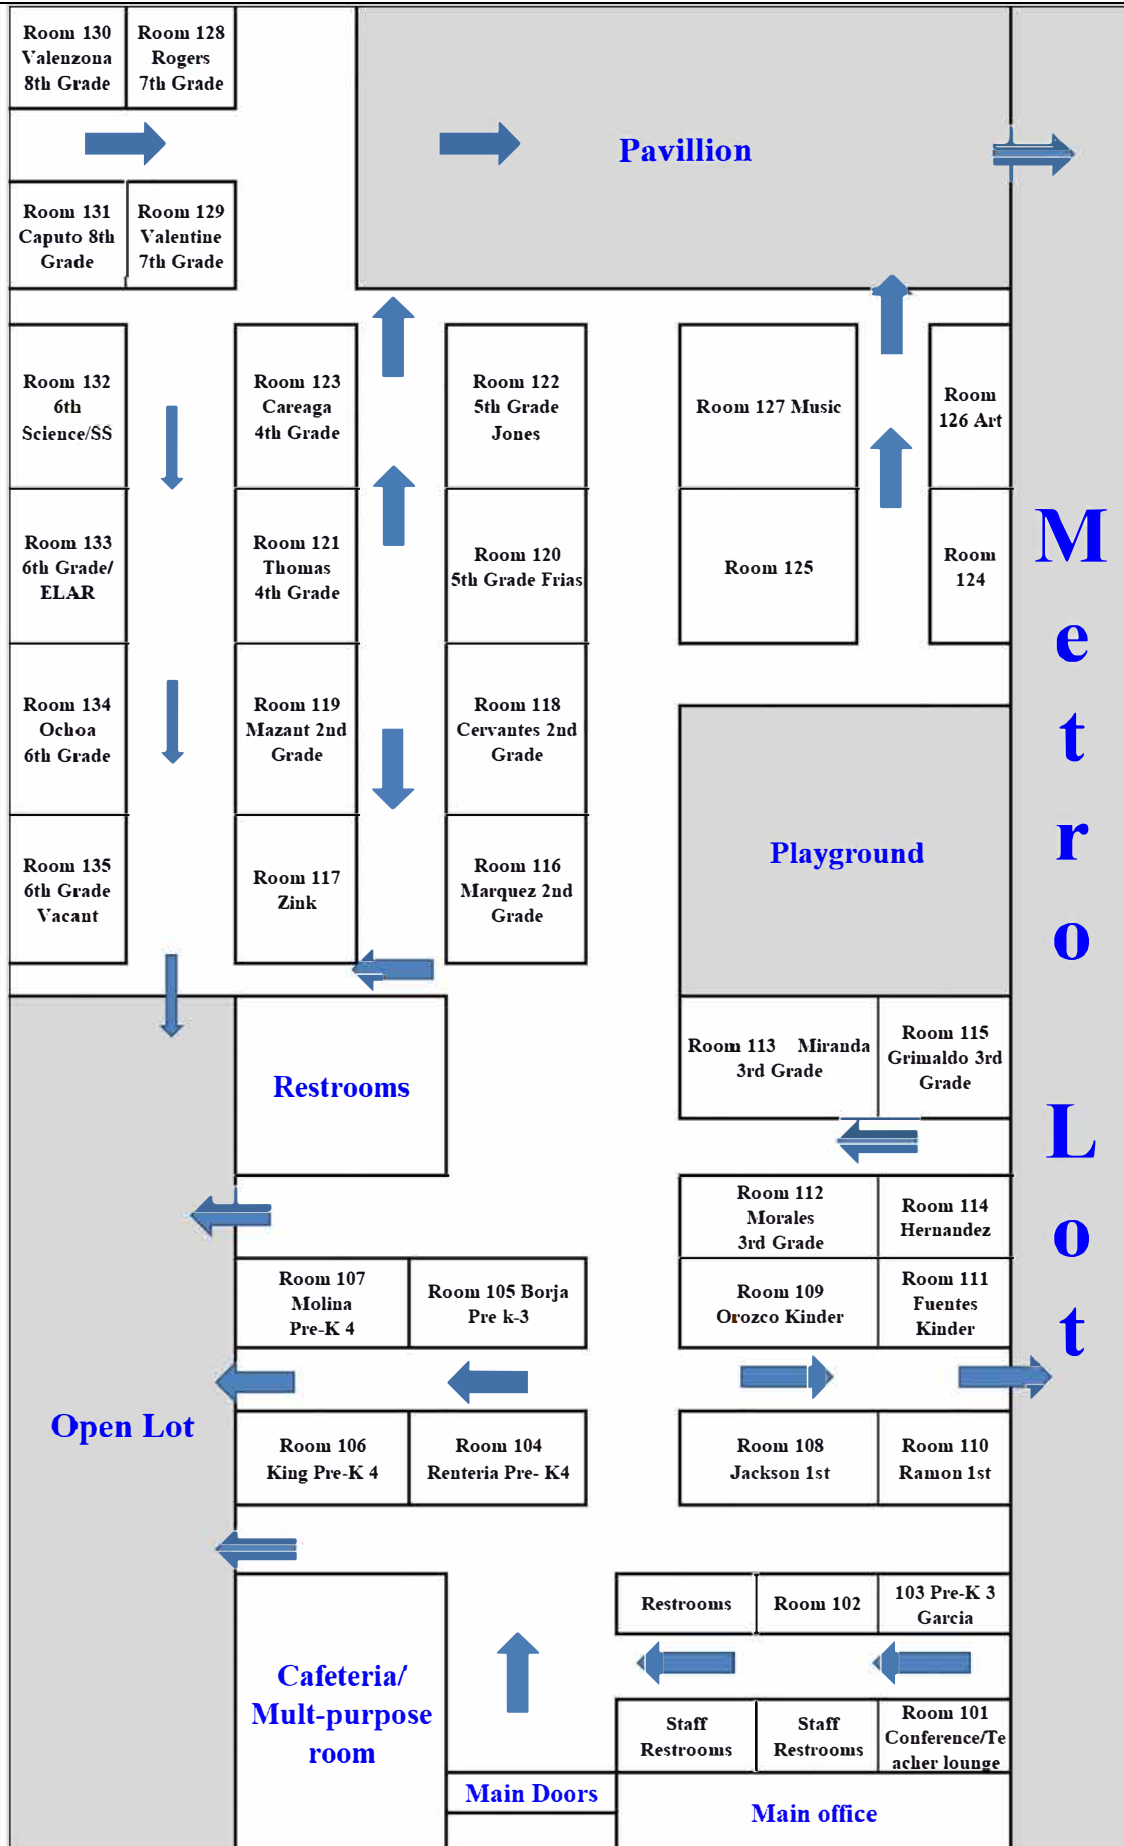 Room 130
Valenzona
8th Grade
Room 128
Rogers
7th Grade
Pavillion
Room 131
Caputo 8th
Grade
Room 129
Valentine
7th Grade
Room 132
6th
Science/SS
Room 123
Careaga
4th Grade
Room 122
5th Grade
Jones
Room 127 Music
Room
126 Art
Room 133
6th Grade/
ELAR
Room 121
Thomas
4th Grade
Room 120
5th Grade Frias
Room 125
Room
124
Room 134
Ochoa
6th Grade
Room 119
Mazant 2nd
Grade
Room 118
Cervantes 2nd
Grade
Room 135
6th Grade
Vacant
Room 117
Zink
Room 116
Marquez 2nd
Grade
Playground
Metro Lot
Restrooms
Room 113 Miranda
3rd Grade
Room 115
Grimaldo 3rd
Grade
Room 112
Morales
3rd Grade
Room 114
Hernandez
Room 107
Molina
Pre-K 4
Room 105 Borja
Pre k-3
Room 109
Orozco Kinder
Room 111
Fuentes
Kinder
Open Lot
Room 106
King Pre-K 4
Room 104
Renteria Pre- K4
Room 108
Jackson 1st
Room 110
Ramon 1st
Restrooms
Room 102
103 Pre-K 3
Garcia
Cafeteria/
Mult-purpose
room
Staff
Restrooms
Staff
Restrooms
Room 101
Conference/Te
acher lounge
Main Doors
Main office